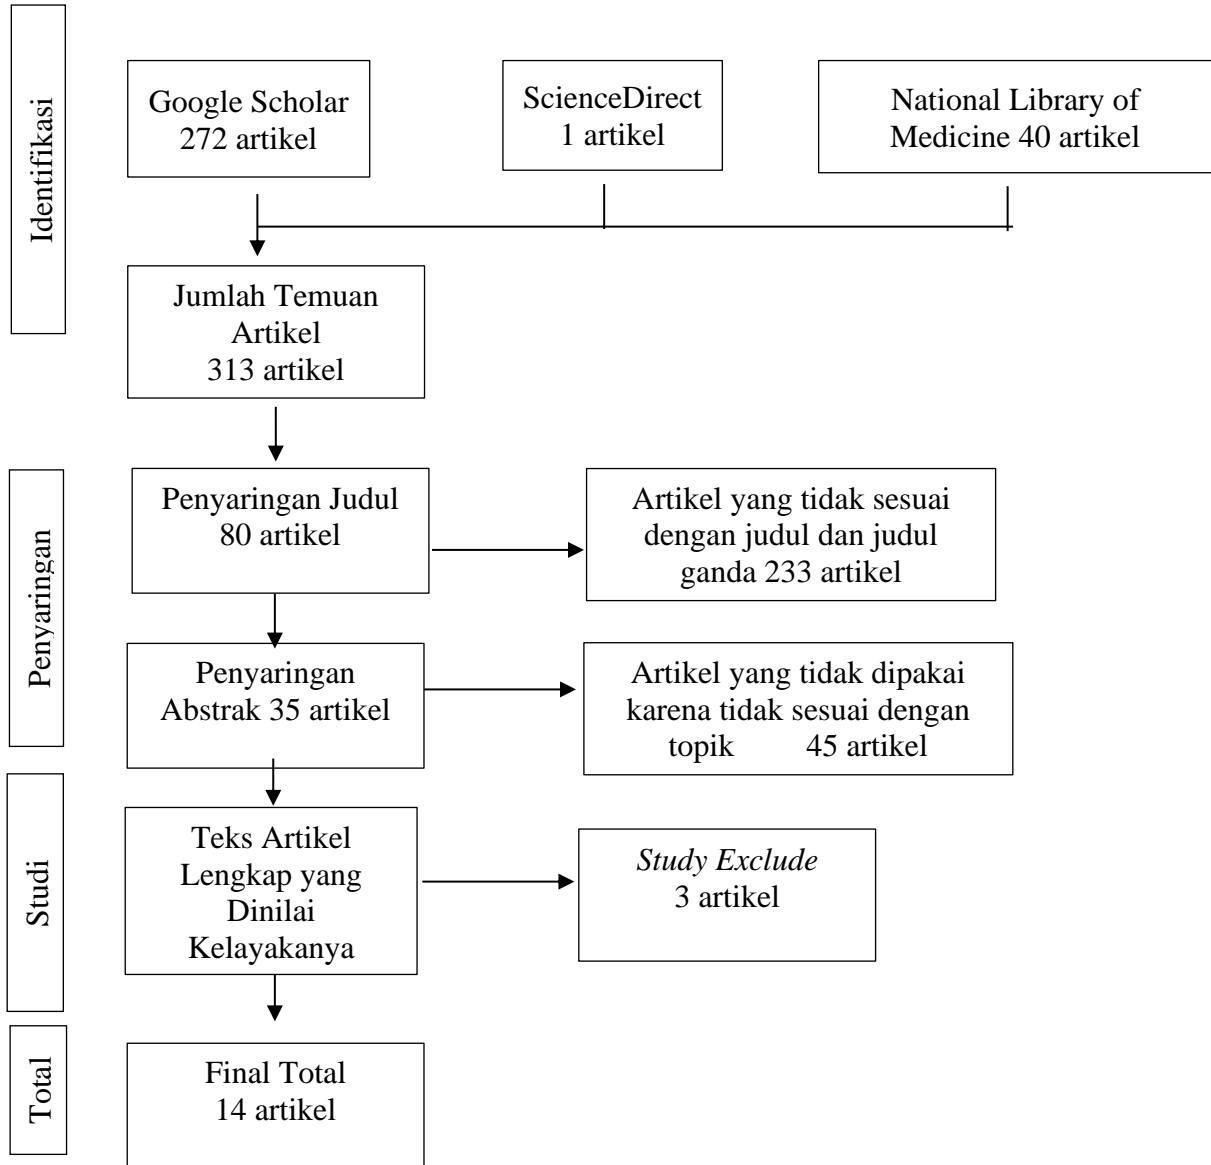 Identifikasi
Google Scholar
272 artikel
ScienceDirect
1 artikel
National Library of
Medicine 40 artikel
Jumlah Temuan
Artikel
313 artikel
Penyaringan
Penyaringan Judul
80 artikel
Artikel yang tidak sesuai
dengan judul dan judul
ganda 233 artikel
Penyaringan
Abstrak 35 artikel
Artikel yang tidak dipakai
karena tidak sesuai dengan
topik 45 artikel
Studi
Teks Artikel
Lengkap yang
Dinilai
Kelayakanya
Study Exclude
3 artikel
Total
Final Total
14 artikel